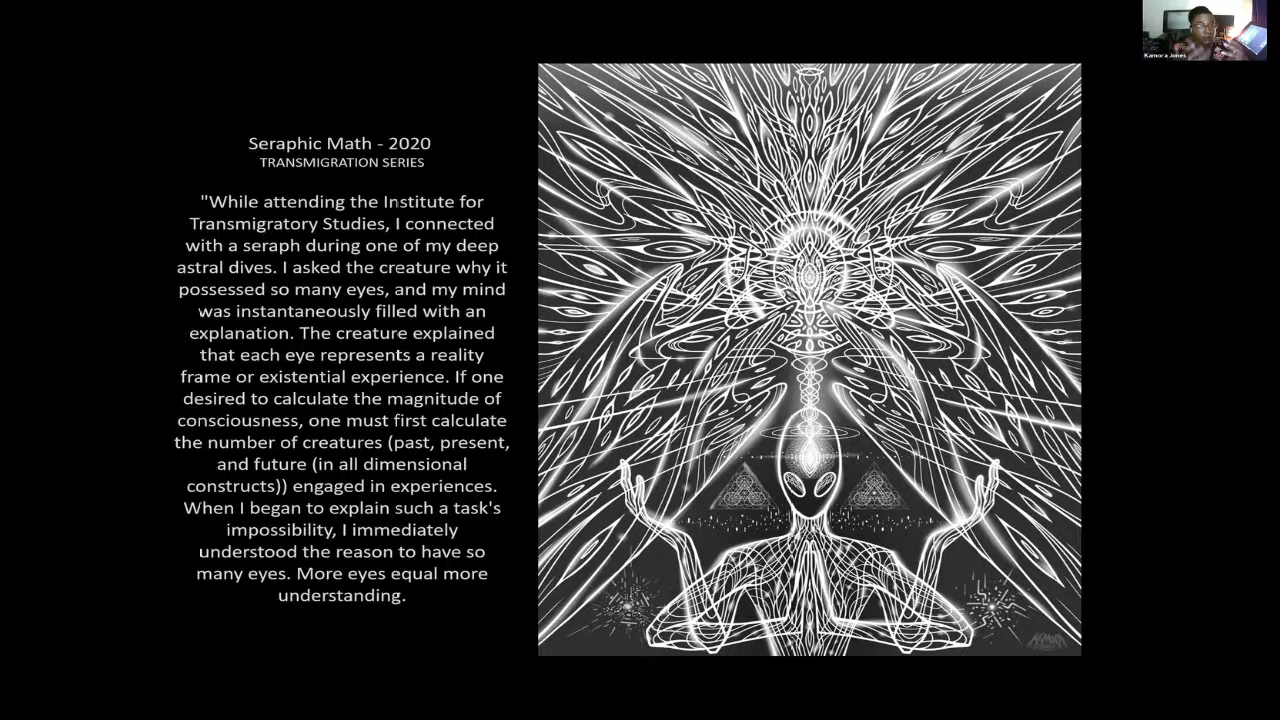 Seraphic Math - 2020
TRANSMIGRATION SERIES
"While attending the Institute for
Transmigratory Studies, I connected
with a seraph during one of my deep
astral dives. I asked the creature why it
possessed so many eyes, and my mind
was instantaneously filled with an
explanation. The creature explained
that each eye represents a reality
frame or existential experience. If one
desired to calculate the magnitude of
consciousness, one must first calculate
the number of creatures (past, present,
and future (in all dimensional
constructs)) engaged in experiences.
When I began to explain such a task's
impossibility, I immediately
understood the reason to have so
many eyes. More eyes equal more
understanding.
Kamora Jones
KAMORA